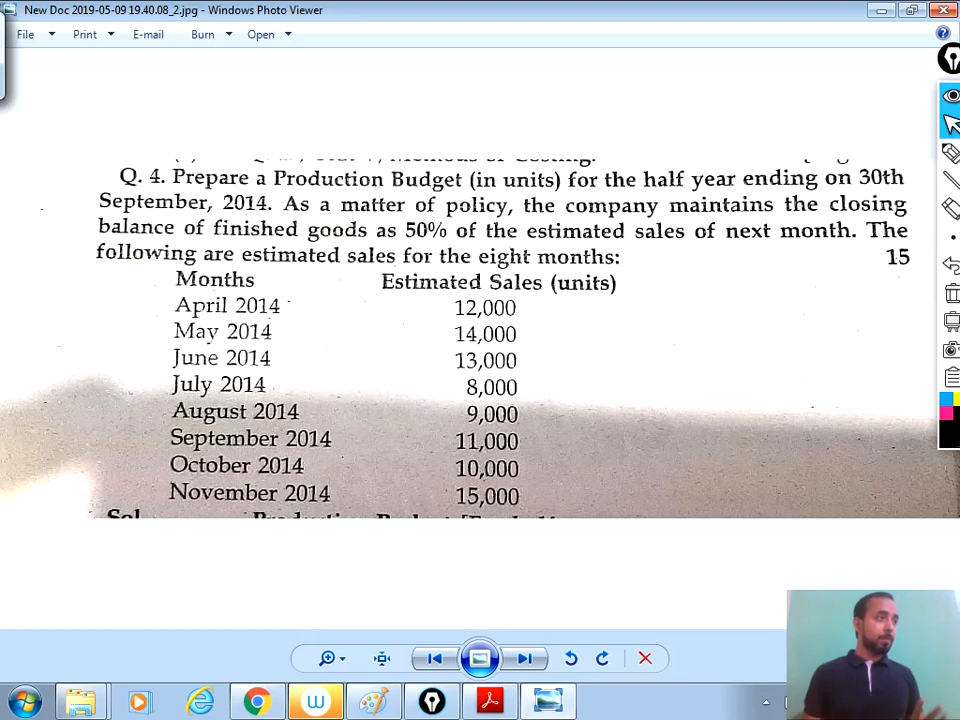 New Doc 2019-05-09 19.40.08_2.jpg - Windows Photo Viewer
File Print E-mail Burn Open
Q. 4. Prepare a Production Budget (in units) for the half year ending on 30th
September, 2014. As a matter of policy, the company maintains the closing
balance of finished goods as 50% of the estimated sales of next month. The
following are estimated sales for the eight months: 15
Months Estimated Sales (units)
April 2014 12,000
May 2014 14,000
June 2014 13,000
July 2014 8,000
August 2014 9,000
September 2014 11,000
October 2014 10,000
November 2014 15,000